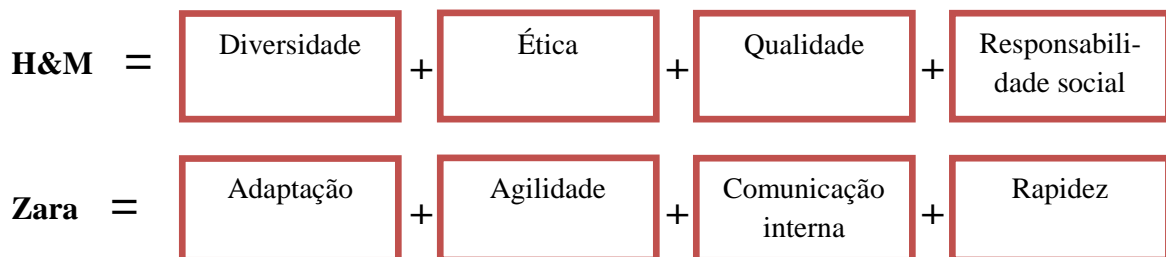 H&M = Diversidade + Ética + Qualidade + Responsabili-
dade social
Zara = Adaptação + Agilidade + Comunicação
interna + Rapidez